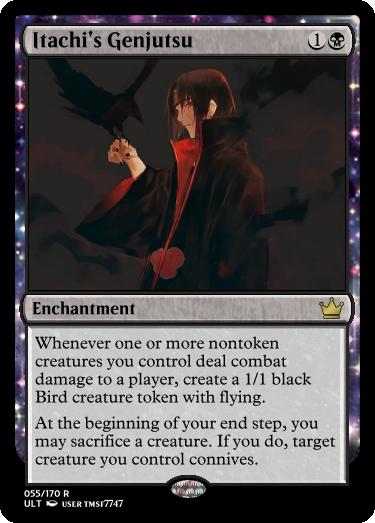 Itachi's Genjutsu 1
Enchantment
Whenever one or more nontoken
creatures you control deal combat
damage to a player, create a 1/1 black
Bird creature token with flying.
At the beginning of your end step, you
may sacrifice a creature. If you do, target
creature you control connives.
055/170 R
ULT USER TMSI7747